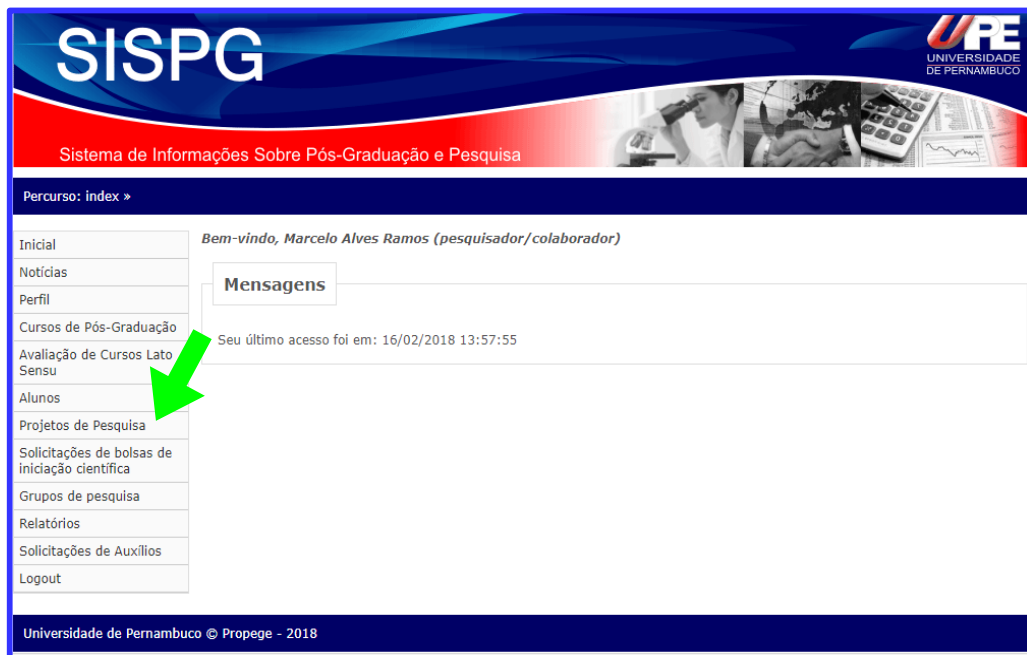 SISPG
UPE
UNIVERSIDADE
DE PERNAMBUCO
Sistema de Informações Sobre Pós-Graduação e Pesquisa
Percurso: index »
Inicial
Notícias
Perfil
Cursos de Pós-Graduação
Avaliação de Cursos Lato
Sensu
Alunos
Projetos de Pesquisa
Solicitações de bolsas de
iniciação científica
Grupos de pesquisa
Relatórios
Solicitações de Auxílios
Logout
Bem-vindo, Marcelo Alves Ramos (pesquisador/colaborador)
Mensagens
Seu último acesso foi em: 16/02/2018 13:57:55
Universidade de Pernambuco © Propege - 2018